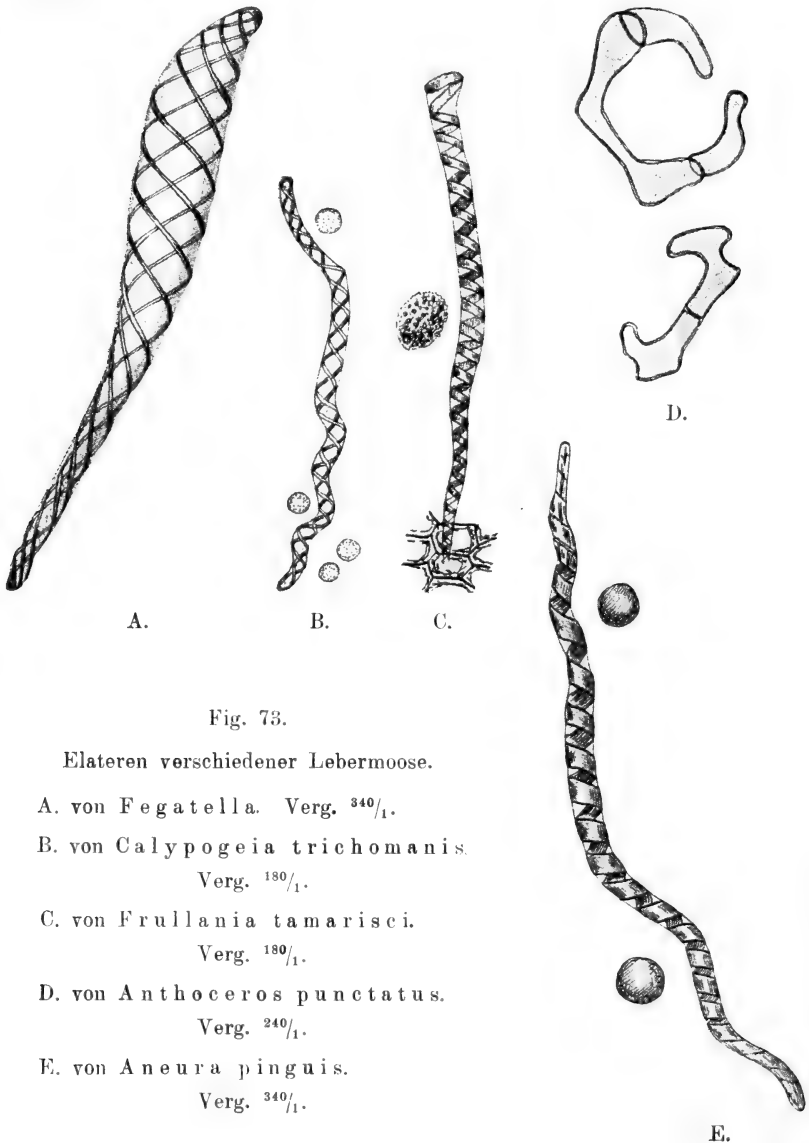 A.
B.
C.
D.
Fig. 73.
Elateren verschiedener Lebermoose.
A. von Fegatella. Verg. 340/1.
B. von Calypogeia trichomanis.
Verg. 180/1.
C. von Frullania tamarisci.
Verg. 180/1.
D. von Anthoceros punctatus.
Verg. 240/1.
E. von Aneura pinguis.
Verg. 340/1.
E.